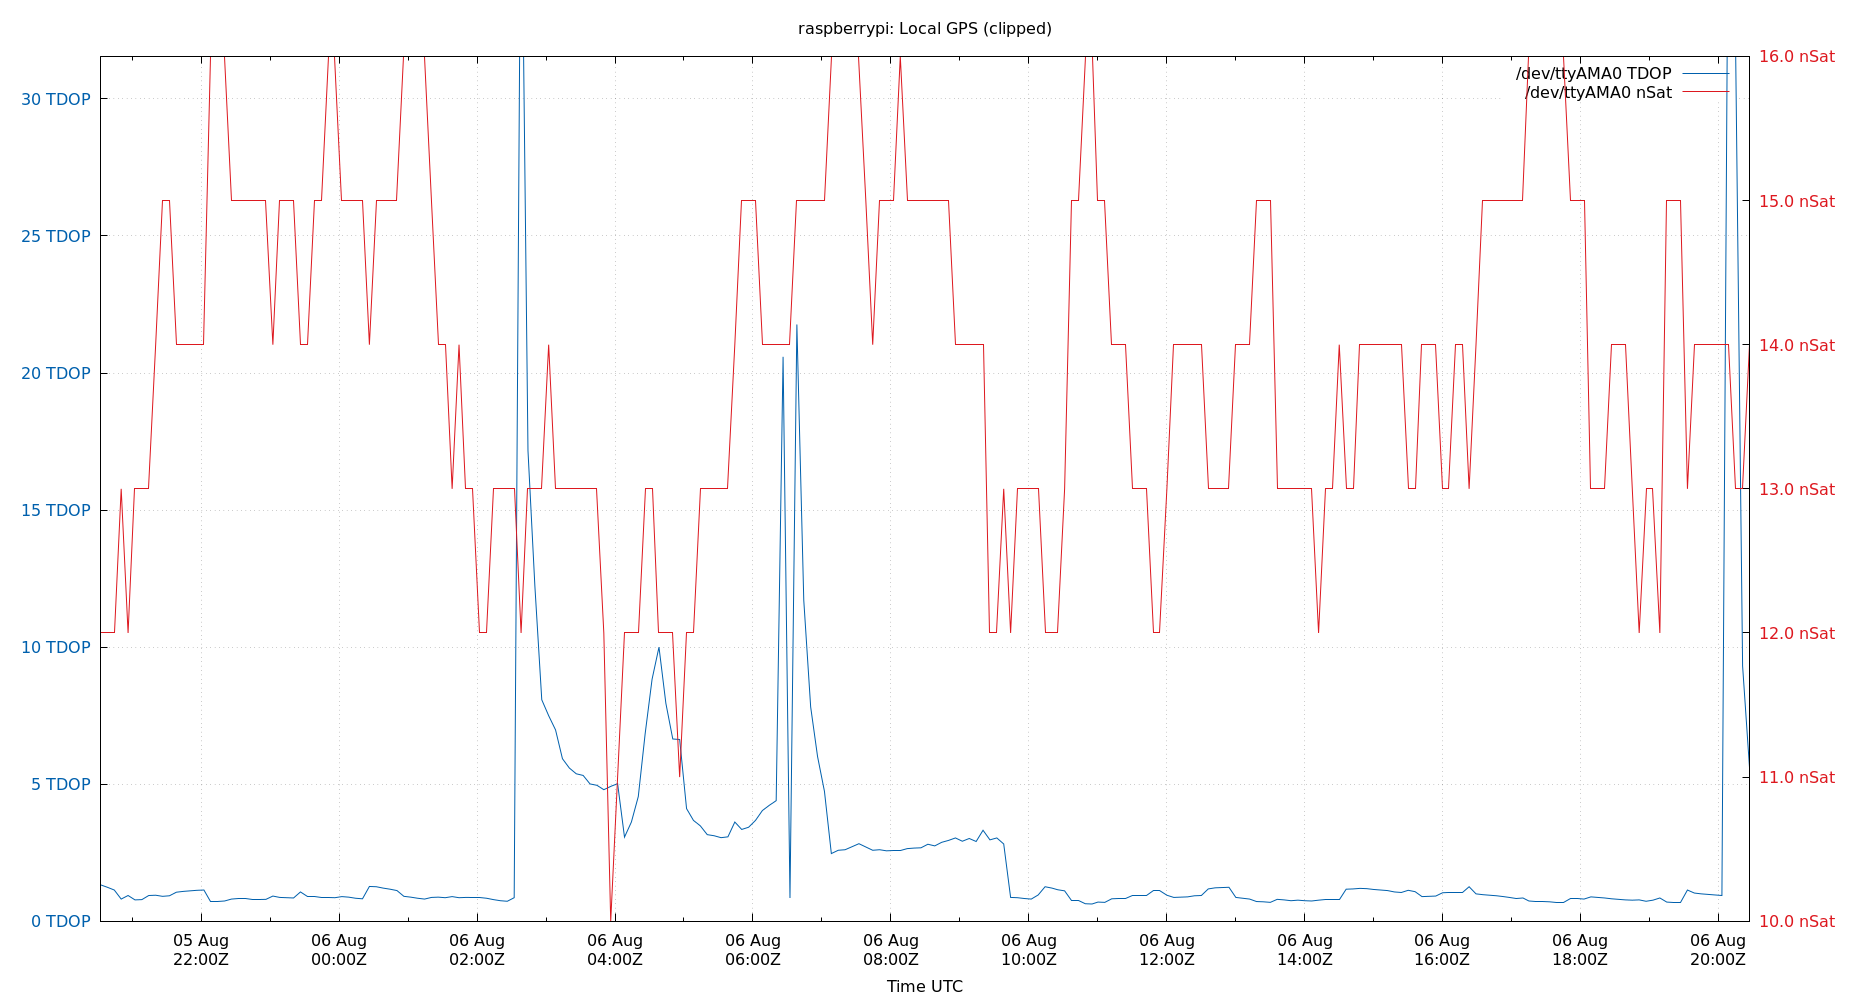 raspberrypi: Local GPS (clipped)
/dev/ttyAMA0 TDOP
/dev/ttyAMA0 nSat
30 TDOP
25 TDOP
20 TDOP
15 TDOP
10 TDOP
5 TDOP
0 TDOP
16.0 nSat
15.0 nSat
14.0 nSat
13.0 nSat
12.0 nSat
11.0 nSat
10.0 nSat
05 Aug
22:00Z
06 Aug
00:00Z
06 Aug
02:00Z
06 Aug
04:00Z
06 Aug
06:00Z
06 Aug
08:00Z
06 Aug
10:00Z
06 Aug
12:00Z
06 Aug
14:00Z
06 Aug
16:00Z
06 Aug
18:00Z
06 Aug
20:00Z
Time UTC